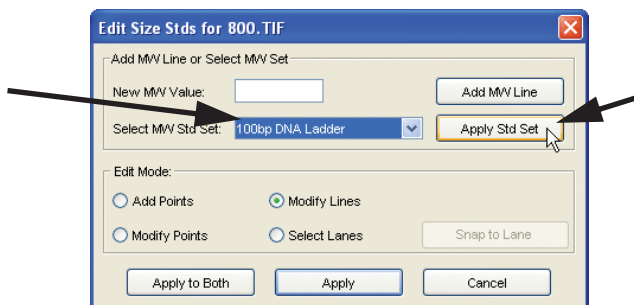 Edit Size Stds for 800.TIF
Add MW Line or Select MW Set
New MW Value:
Add MW Line
Select MW Std Set: 100bp DNA Ladder
Apply Std Set
Edit Mode:
Add Points
Modify Lines
Modify Points
Select Lanes
Snap to Lane
Apply to Both
Apply
Cancel